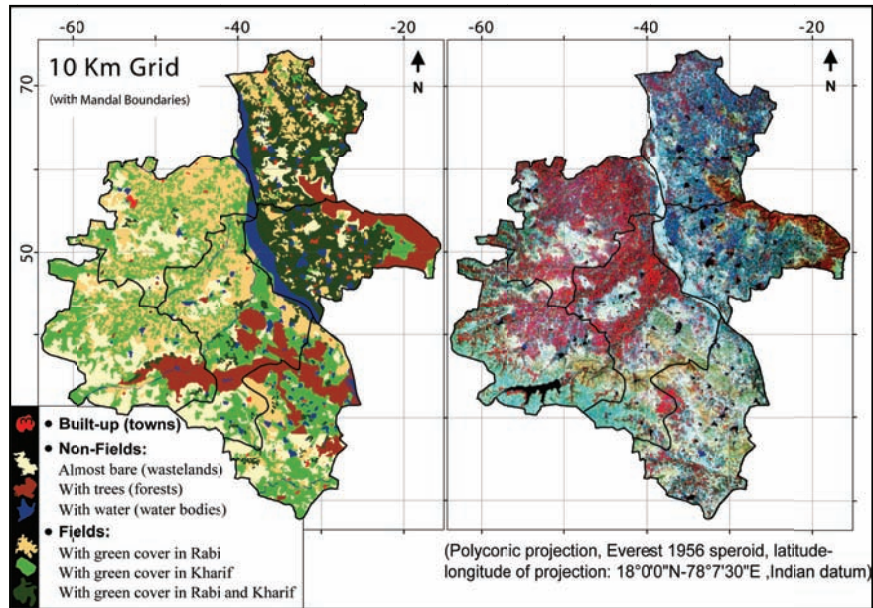 -60 -40 -20 -60 -40 -20
10 Km Grid
(with Mandal Boundaries)
N
N
70
50
• Built-up (towns)
• Non-Fields:
Almost bare (wastelands)
With trees (forests)
With water (water bodies)
• Fields:
With green cover in Rabi
With green cover in Kharif
With green cover in Rabi and Kharif
(Polyconic projection, Everest 1956 speroid, latitude-
longitude of projection: 18°0'0"N-78°7'30"E ,Indian datum)